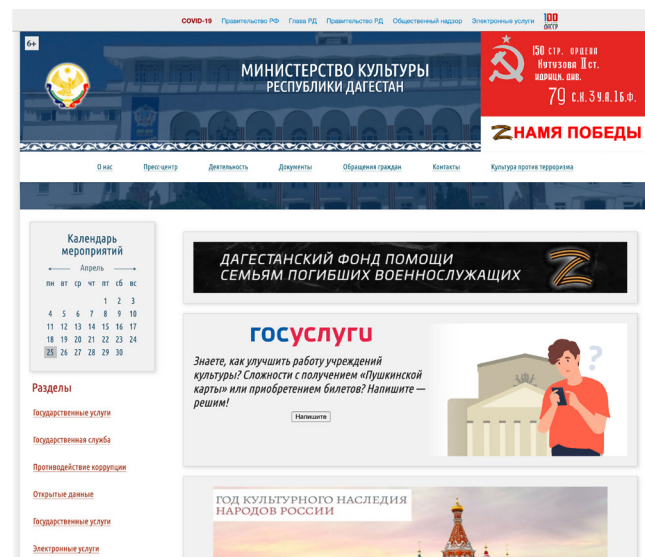 COVID-19 Правительство РФ Глава РД Правительство РД Общественный надзор Электронные услуги 100
ДАССР
6+
МИНИСТЕРСТВО КУЛЬТУРЫ
РЕСПУБЛИКИ ДАГЕСТАН
150 СТР. ОРДЕНА
КУТУЗОВА II СТ.
ИДРИЦК. ДИВ.
79 С.К. 3 У.А. 1 Б.Ф.
ZНАМЯ ПОБЕДЫ
О нас Пресс-центр Деятельность Документы Обращения граждан Контакты Культура против терроризма
Календарь
мероприятий
Апрель
пн вт ср чт пт сб вс
1 2 3
4 5 6 7 8 9 10
11 12 13 14 15 16 17
18 19 20 21 22 23 24
25 26 27 28 29 30
Разделы
Государственные услуги
Государственная служба
Противодействие коррупции
Открытые данные
Государственные услуги
Электронные услуги
ДАГЕСТАНСКИЙ ФОНД ПОМОЩИ
СЕМЬЯМ ПОГИБШИХ ВОЕННОСЛУЖАЩИХ
Z
госуслуги
Знаете, как улучшить работу учреждений
культуры? Сложности с получением «Пушкинской
карты» или приобретением билетов? Напишите —
решим!
Напишите
?
ГОД КУЛЬТУРНОГО НАСЛЕДИЯ
НАРОДОВ РОССИИ